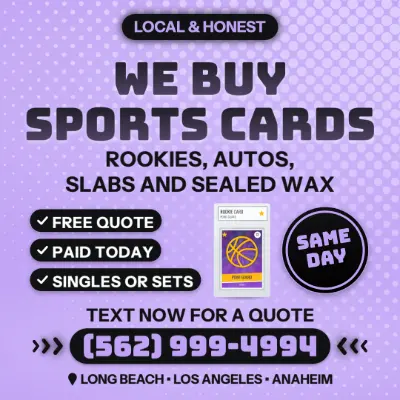 LOCAL & HONEST
WE BUY
SPORTS CARDS
ROOKIES, AUTOS,
SLABS AND SEALED WAX
✓ FREE QUOTE
✓ PAID TODAY
✓ SINGLES OR SETS
ROOKIE CARD
SAME
DAY
TEXT NOW FOR A QUOTE
(562) 999-4994
LONG BEACH • LOS ANGELES • ANAHEIM